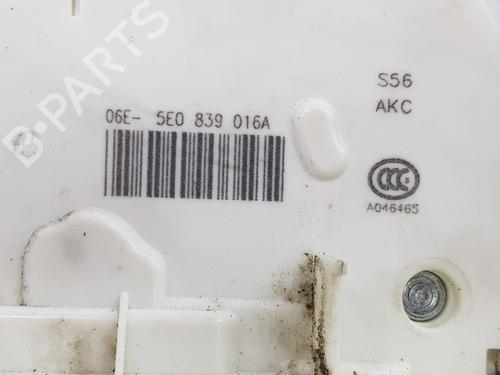 B-PARTS
S56
06E- 5E0 839 016A
AKC
CCC
A046465